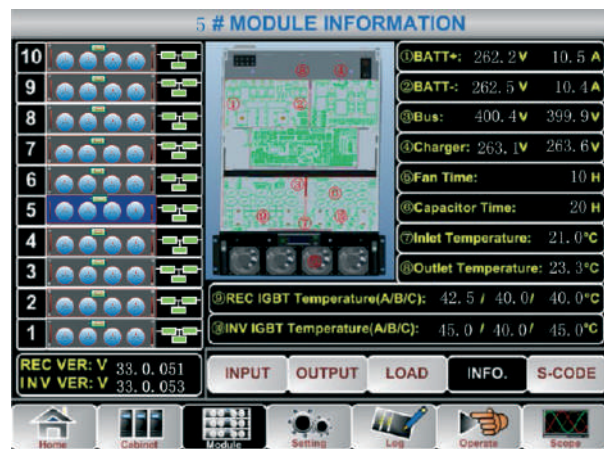 5 # MODULE INFORMATION
10
9
8
7
6
5
4
3
2
1
①BATT+: 262.2V 10.5 A
②BATT-: 262.5 V 10.4A
③Bus: 400.4V 399.9V
④Charger: 263.1V 263.6V
⑤Fan Time: 10 H
⑥Capacitor Time: 20 H
⑦Inlet Temperature: 21.0°C
⑧Outlet Temperature: 23.3°C
⑨REC IGBT Temperature(A/B/C): 42.5 / 40.0/ 40.0°C
⑩INV IGBT Temperature(A/B/C): 45.0 / 40.0/ 45.0°C
REC VER: V 33.0.051
INV VER: V 33.0.053
INPUT OUTPUT LOAD INFO. S-CODE
Home Cabinet Module Setting Log Operate Scope